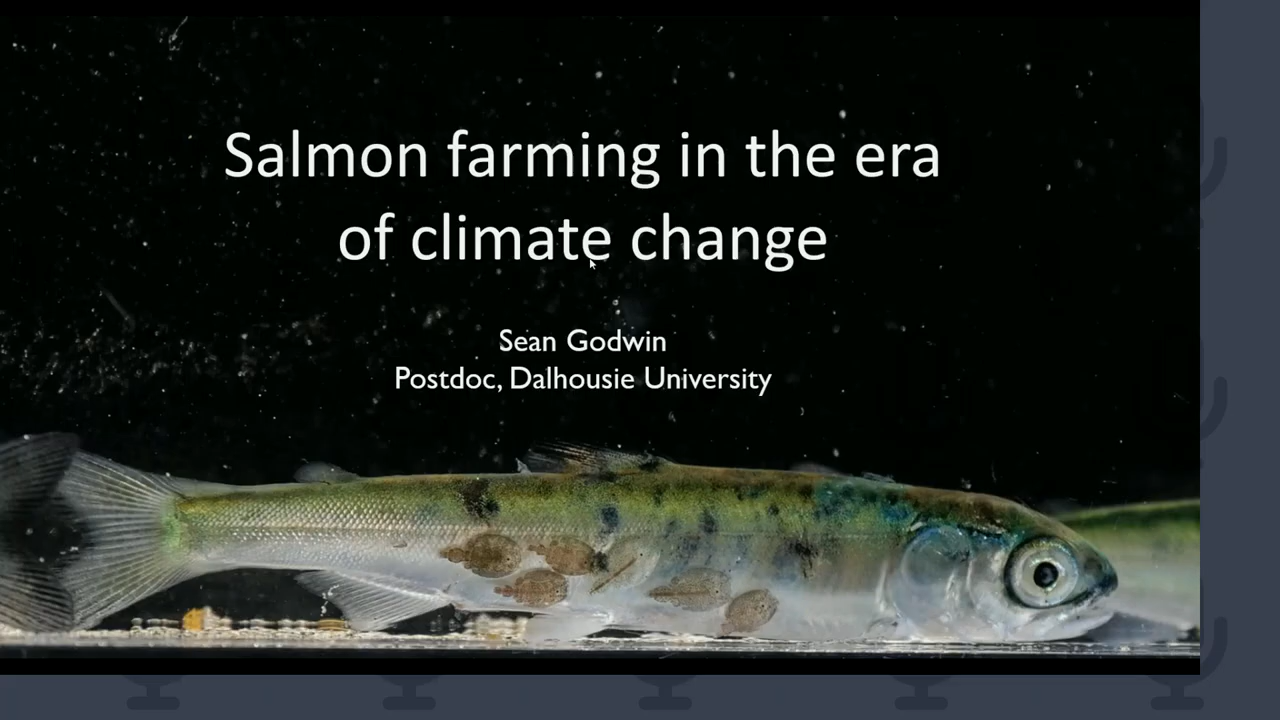 Salmon farming in the era
of climate change
Sean Godwin
Postdoc, Dalhousie University